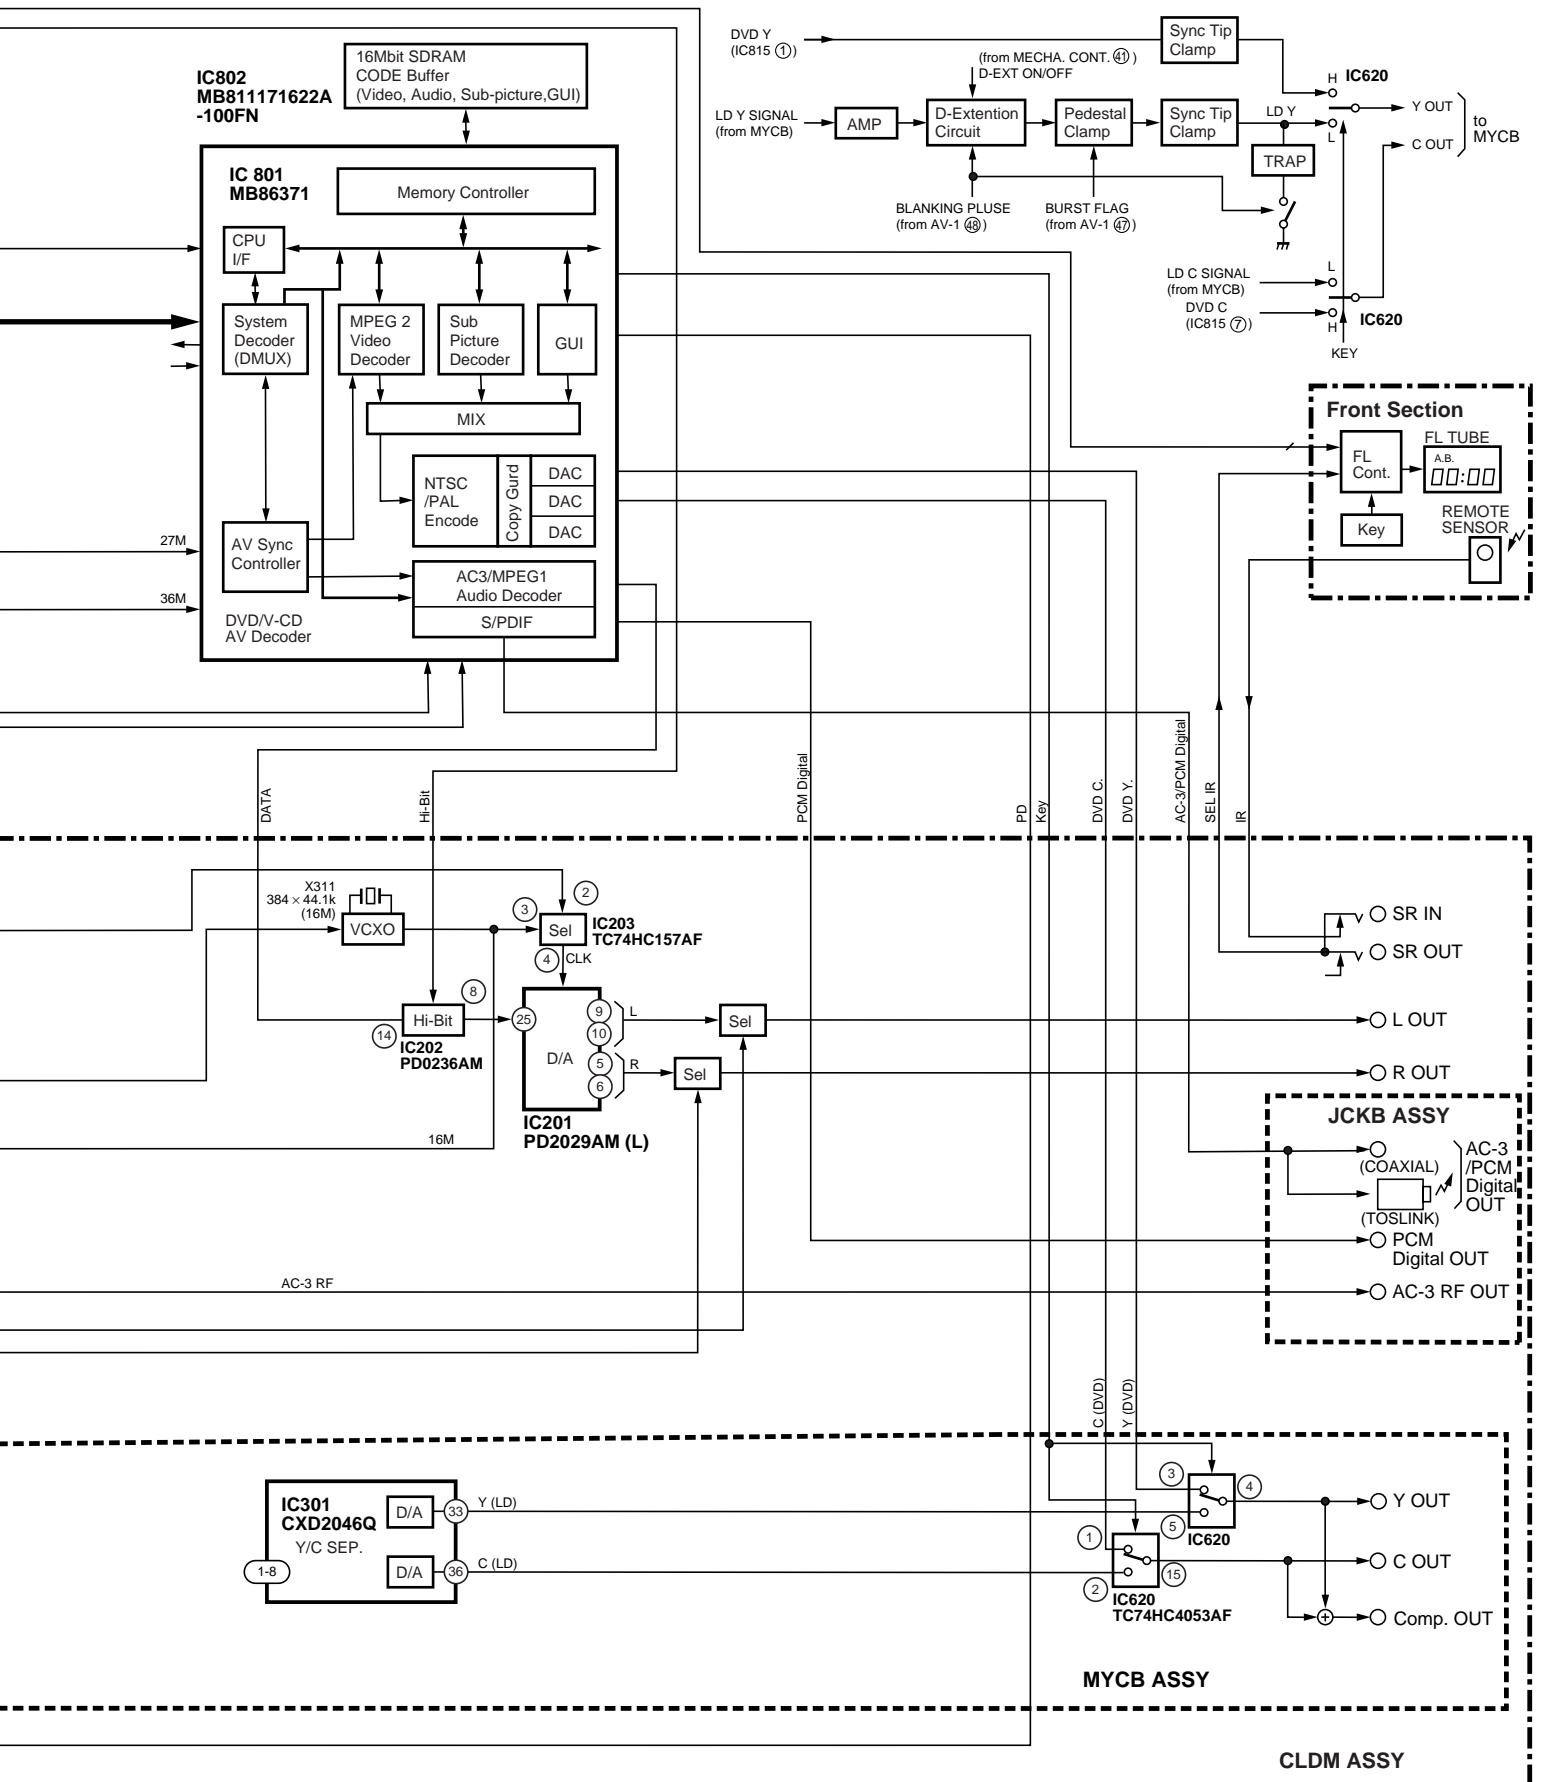 DVD Y
(IC815 ①)
Sync Tip
Clamp
(from MECHA. CONT. ㊶)
D-EXT ON/OFF
H
IC620
Y OUT
to
MYCB
C OUT
LD Y SIGNAL
(from MYCB)
AMP
D-Extention
Circuit
Pedestal
Clamp
Sync Tip
Clamp
LD Y
L
TRAP
BLANKING PLUSE
(from AV-1 ㊽)
BURST FLAG
(from AV-1 ㊼)
LD C SIGNAL
(from MYCB)
L
DVD C
(IC815 ⑦)
H
IC620
KEY
IC802
MB811171622A
-100FN
16Mbit SDRAM
CODE Buffer
(Video, Audio, Sub-picture,GUI)
IC 801
MB86371
Memory Controller
CPU
I/F
System
Decoder
(DMUX)
MPEG 2
Video
Decoder
Sub
Picture
Decoder
GUI
MIX
NTSC
/PAL
Encode
Copy Gurd
DAC
DAC
DAC
27M
AV Sync
Controller
AC3/MPEG1
Audio Decoder
S/PDIF
36M
DVD/V-CD
AV Decoder
Front Section
FL
Cont.
FL TUBE
A.B.
00:00
Key
REMOTE
SENSOR
DATA
Hi-Bit
PCM Digital
PD
Key
DVD C.
DVD Y.
AC-3/PCM Digital
SEL IR
IR
X311
384 × 44.1k
(16M)
VCXO
3
2
Sel
IC203
TC74HC157AF
4
CLK
8
Hi-Bit
14
IC202
PD0236AM
25
D/A
9
10
5
6
L
R
Sel
Sel
IC201
PD2029AM (L)
16M
SR IN
SR OUT
L OUT
R OUT
JCKB ASSY
(COAXIAL)
(TOSLINK)
AC-3
/PCM
Digital
OUT
PCM
Digital OUT
AC-3 RF
AC-3 RF OUT
C (DVD)
Y (DVD)
IC301
CXD2046Q
Y/C SEP.
1-8
D/A
33
Y (LD)
D/A
36
C (LD)
3
4
5
IC620
1
2
15
IC620
TC74HC4053AF
Y OUT
C OUT
Comp. OUT
MYCB ASSY
CLDM ASSY